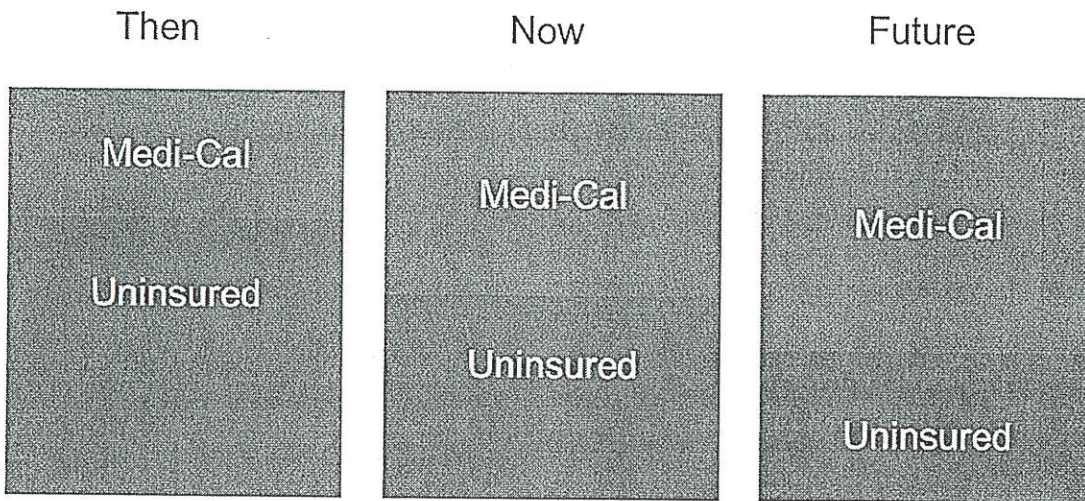 Then
Now
Future
Medi-Cal
Uninsured
Medi-Cal
Uninsured
Medi-Cal
Uninsured